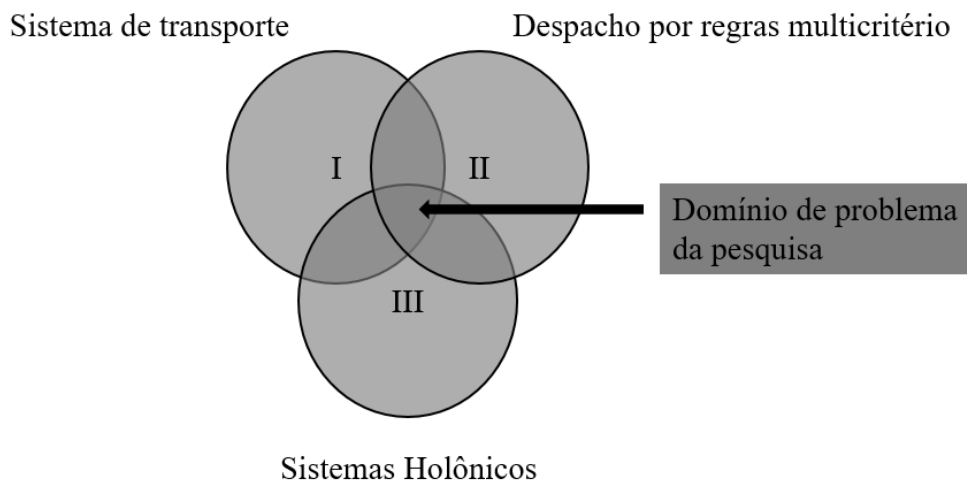 Sistema de transporte
Despacho por regras multicritério
I
II
Domínio de problema
da pesquisa
III
Sistemas Holônicos